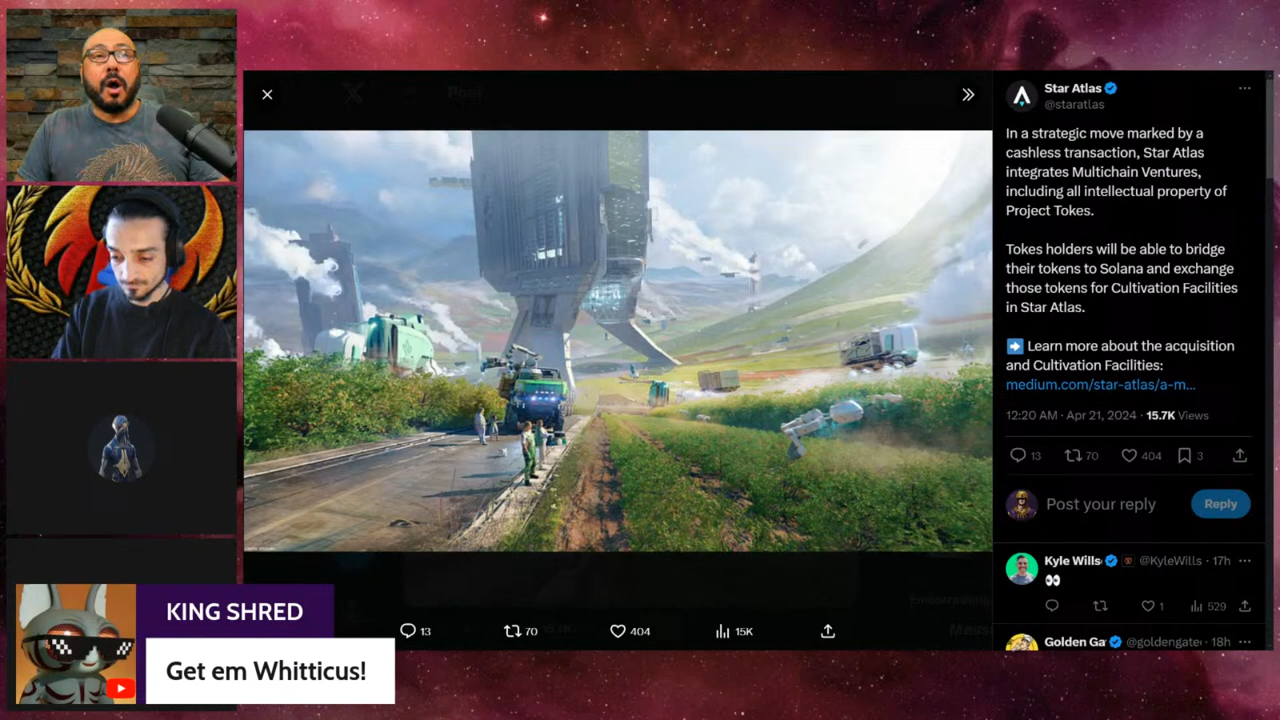 Post
Star Atlas
@staratlas
In a strategic move marked by a
cashless transaction, Star Atlas
integrates Multichain Ventures,
including all intellectual property of
Project Tokes.
Tokes holders will be able to bridge
their tokens to Solana and exchange
those tokens for Cultivation Facilities
in Star Atlas.
Learn more about the acquisition
and Cultivation Facilities:
medium.com/star-atlas/a-m...
12:20 AM · Apr 21, 2024 · 15.7K Views
13 70 404 3
Post your reply Reply
Kyle Wills @KyleWills · 17h
1 529
Golden Ga @goldengate · 18h
13 70 404 15K
KING SHRED
Get em Whitticus!